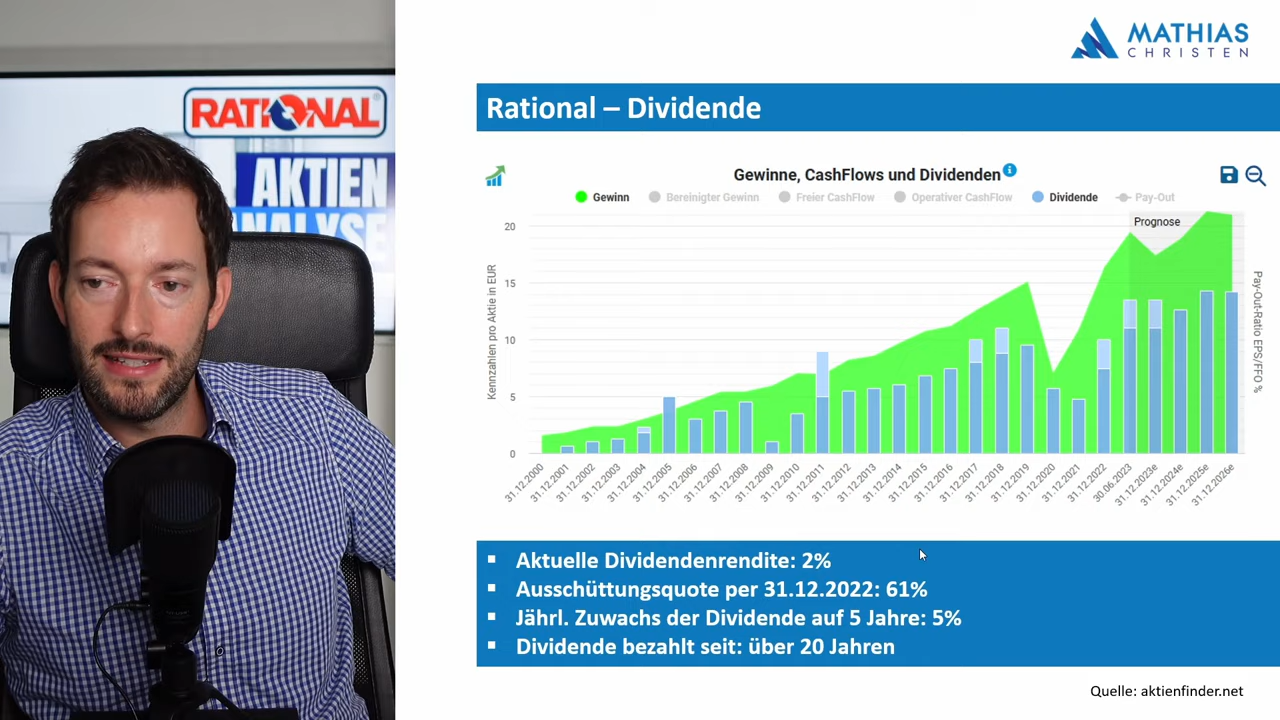 MATHIAS
CHRISTEN
RATIONAL®
AKTIEN
ANALYSE
Rational – Dividende
Gewinne, CashFlows und Dividenden
Gewinn
Bereinigter Gewinn
Freier CashFlow
Operativer CashFlow
Dividende
Pay-Out
Prognose
Kennzahlen pro Aktie in EUR
20
15
10
5
0
Pay-Out-Ratio EPS/FFO %
31.12.2000
31.12.2001
31.12.2002
31.12.2003
31.12.2004
31.12.2005
31.12.2006
31.12.2007
31.12.2008
31.12.2009
31.12.2010
31.12.2011
31.12.2012
31.12.2013
31.12.2014
31.12.2015
31.12.2016
31.12.2017
31.12.2018
31.12.2019
31.12.2020
31.12.2021
31.12.2022
30.06.2023
31.12.2023e
31.12.2024e
31.12.2025e
31.12.2026e
▪ Aktuelle Dividendenrendite: 2%
▪ Ausschüttungsquote per 31.12.2022: 61%
▪ Jährl. Zuwachs der Dividende auf 5 Jahre: 5%
▪ Dividende bezahlt seit: über 20 Jahren
Quelle: aktienfinder.net